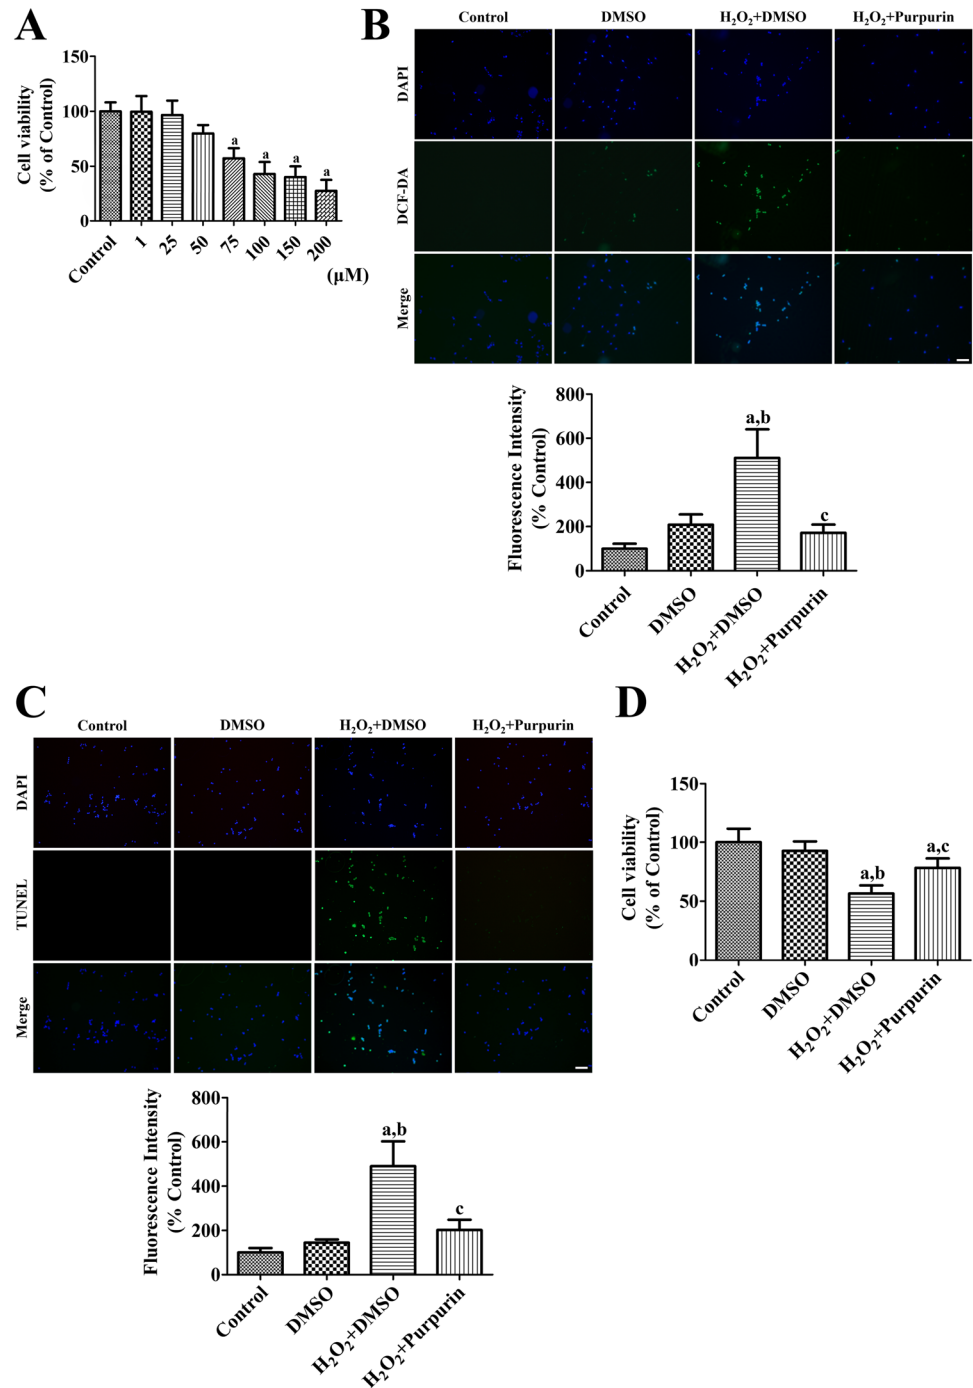 A
150
100
50
0
Cell viability
(% of Control)
a
a
a
a
Control
1
25
50
75
100
150
200
(μM)
B
Control
DMSO
H₂O₂+DMSO
H₂O₂+Purpurin
DAPI
DCF-DA
Merge
800
600
400
200
0
Fluorescence Intensity
(% Control)
a,b
c
Control
DMSO
H₂O₂+DMSO
H₂O₂+Purpurin
C
Control
DMSO
H₂O₂+DMSO
H₂O₂+Purpurin
DAPI
TUNEL
Merge
800
600
400
200
0
Fluorescence Intensity
(% Control)
a,b
c
Control
DMSO
H₂O₂+DMSO
H₂O₂+Purpurin
D
150
100
50
0
Cell viability
(% of Control)
a,b
a,c
Control
DMSO
H₂O₂+DMSO
H₂O₂+Purpurin